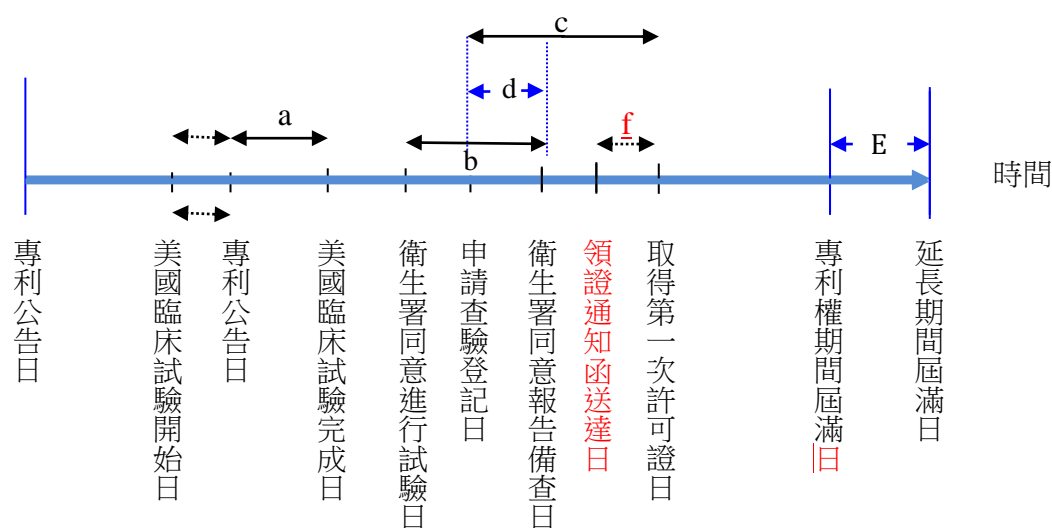 c
d
a
f
b
E
時間
專利公告日
美國臨床試驗開始日
專利公告日
美國臨床試驗完成日
衛生署同意進行試驗日
申請查驗登記日
衛生署同意報告備查日
領證通知函送達日
取得第一次許可證日
專利權期間屆滿日
延長期間屆滿日